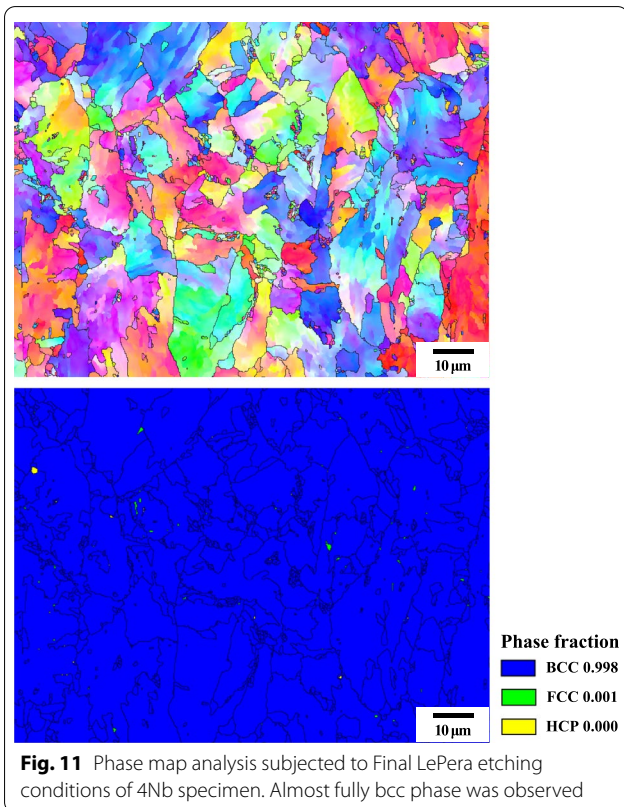 10 μm
10 μm
Phase fraction
BCC 0.998
FCC 0.001
HCP 0.000
Fig. 11 Phase map analysis subjected to Final LePera etching
conditions of 4Nb specimen. Almost fully bcc phase was observed